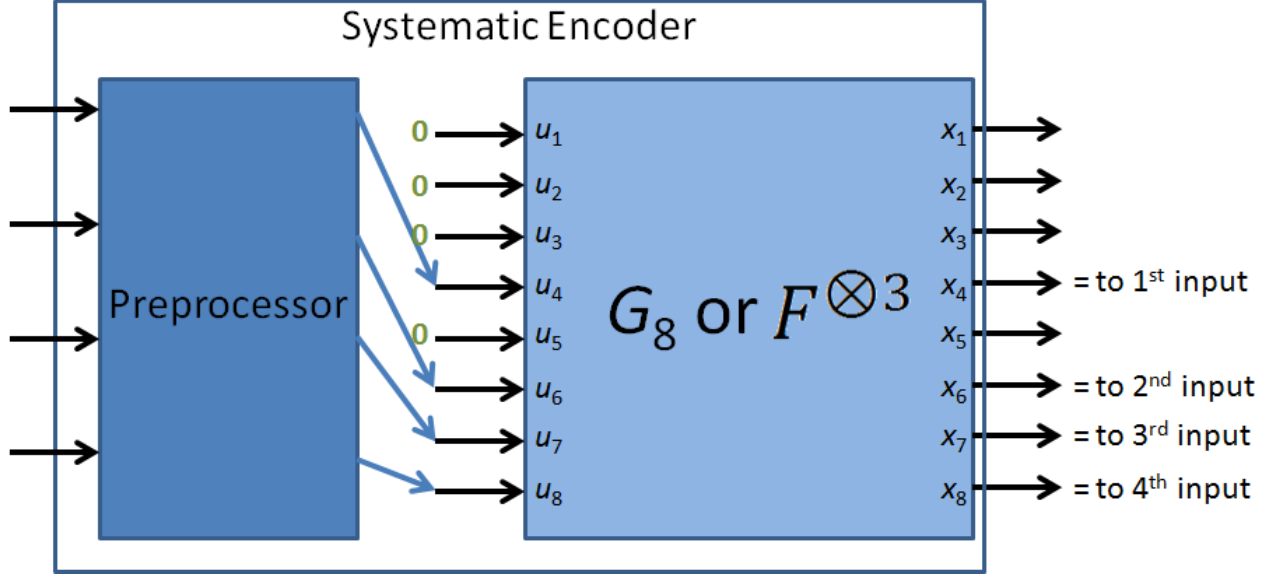 Systematic Encoder
Preprocessor
0 u1 x1
0 u2 x2
0 u3 x3
u4 x4 = to 1st input
0 u5 x5
G8 or F⊗3
u6 x6 = to 2nd input
u7 x7 = to 3rd input
u8 x8 = to 4th input